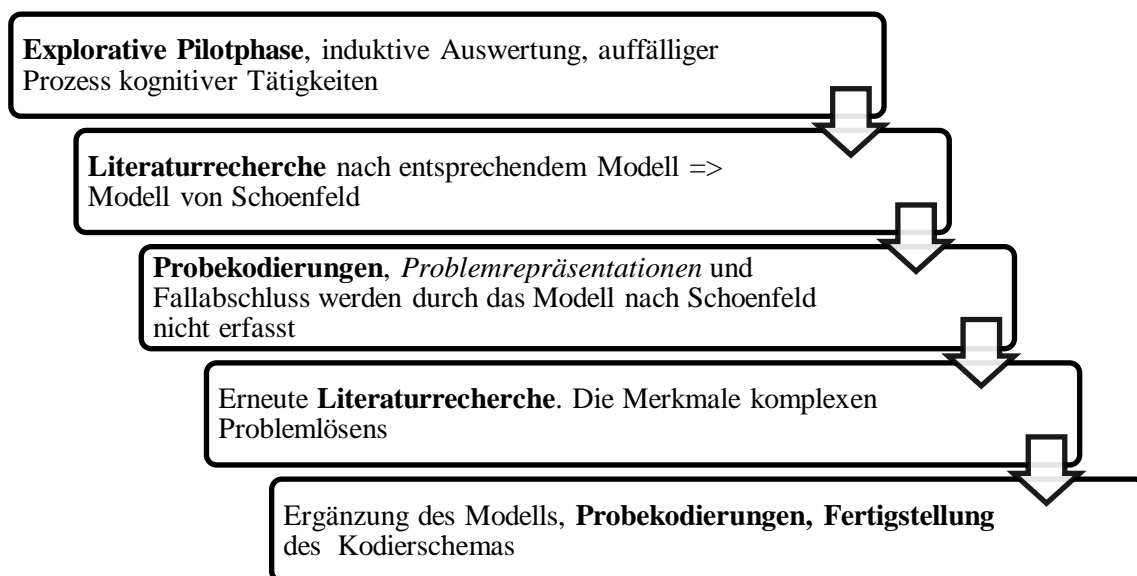 Explorative Pilotphase, induktive Auswertung, auffälliger
Prozess kognitiver Tätigkeiten
Literaturrecherche nach entsprechendem Modell =>
Modell von Schoenfeld
Probekodierungen, Problemrepräsentationen und
Fallabschluss werden durch das Modell nach Schoenfeld
nicht erfasst
Erneute Literaturrecherche. Die Merkmale komplexen
Problemlösens
Ergänzung des Modells, Probekodierungen, Fertigstellung
des Kodierschemas